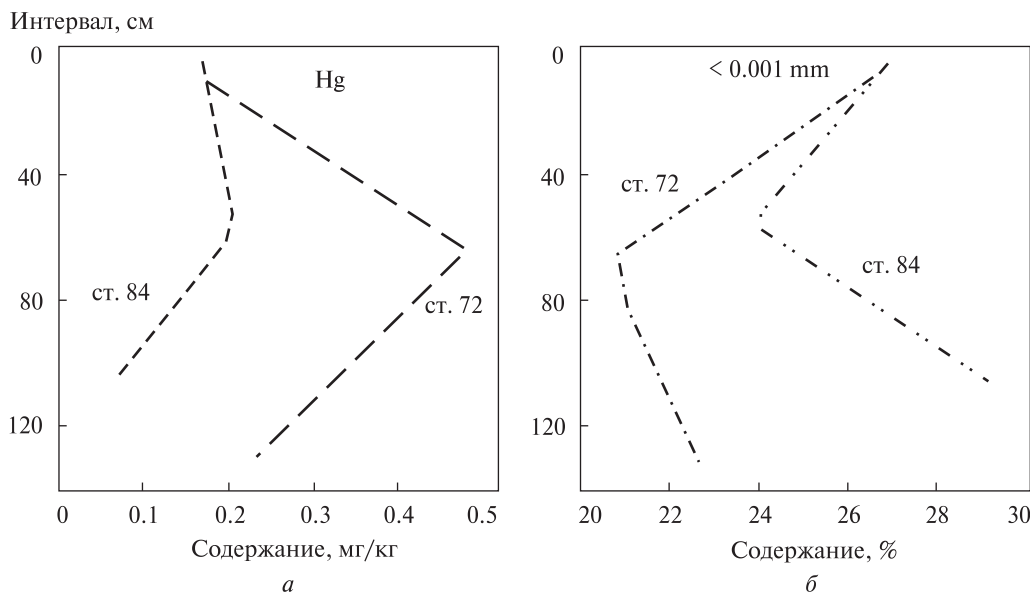 Интервал, см
0
40
80
120
Hg
ст. 84
ст. 72
0 0.1 0.2 0.3 0.4 0.5
Содержание, мг/кг
а
0
40
80
120
< 0.001 mm
ст. 72
ст. 84
20 22 24 26 28 30
Содержание, %
б